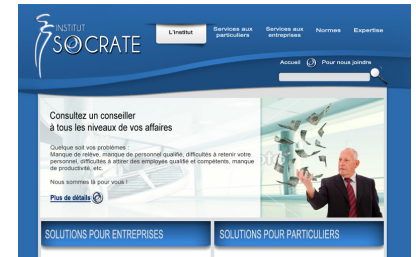 INSTITUT
SOCRATE
L'institut
Services aux
particuliers
Services aux
entreprises
Normes
Expertise
Accueil
Pour nous joindre
Consultez un conseiller
à tous les niveaux de vos affaires
Quelque soit vos problèmes :
Manque de relève, manque de personnel qualifié, difficultés à retenir votre
personnel, difficultés à attirer des employés qualifié et compétents, manque
de productivité, etc.
Nous sommes là pour vous !
Plus de détails
SOLUTIONS POUR ENTREPRISES
SOLUTIONS POUR PARTICULIERS